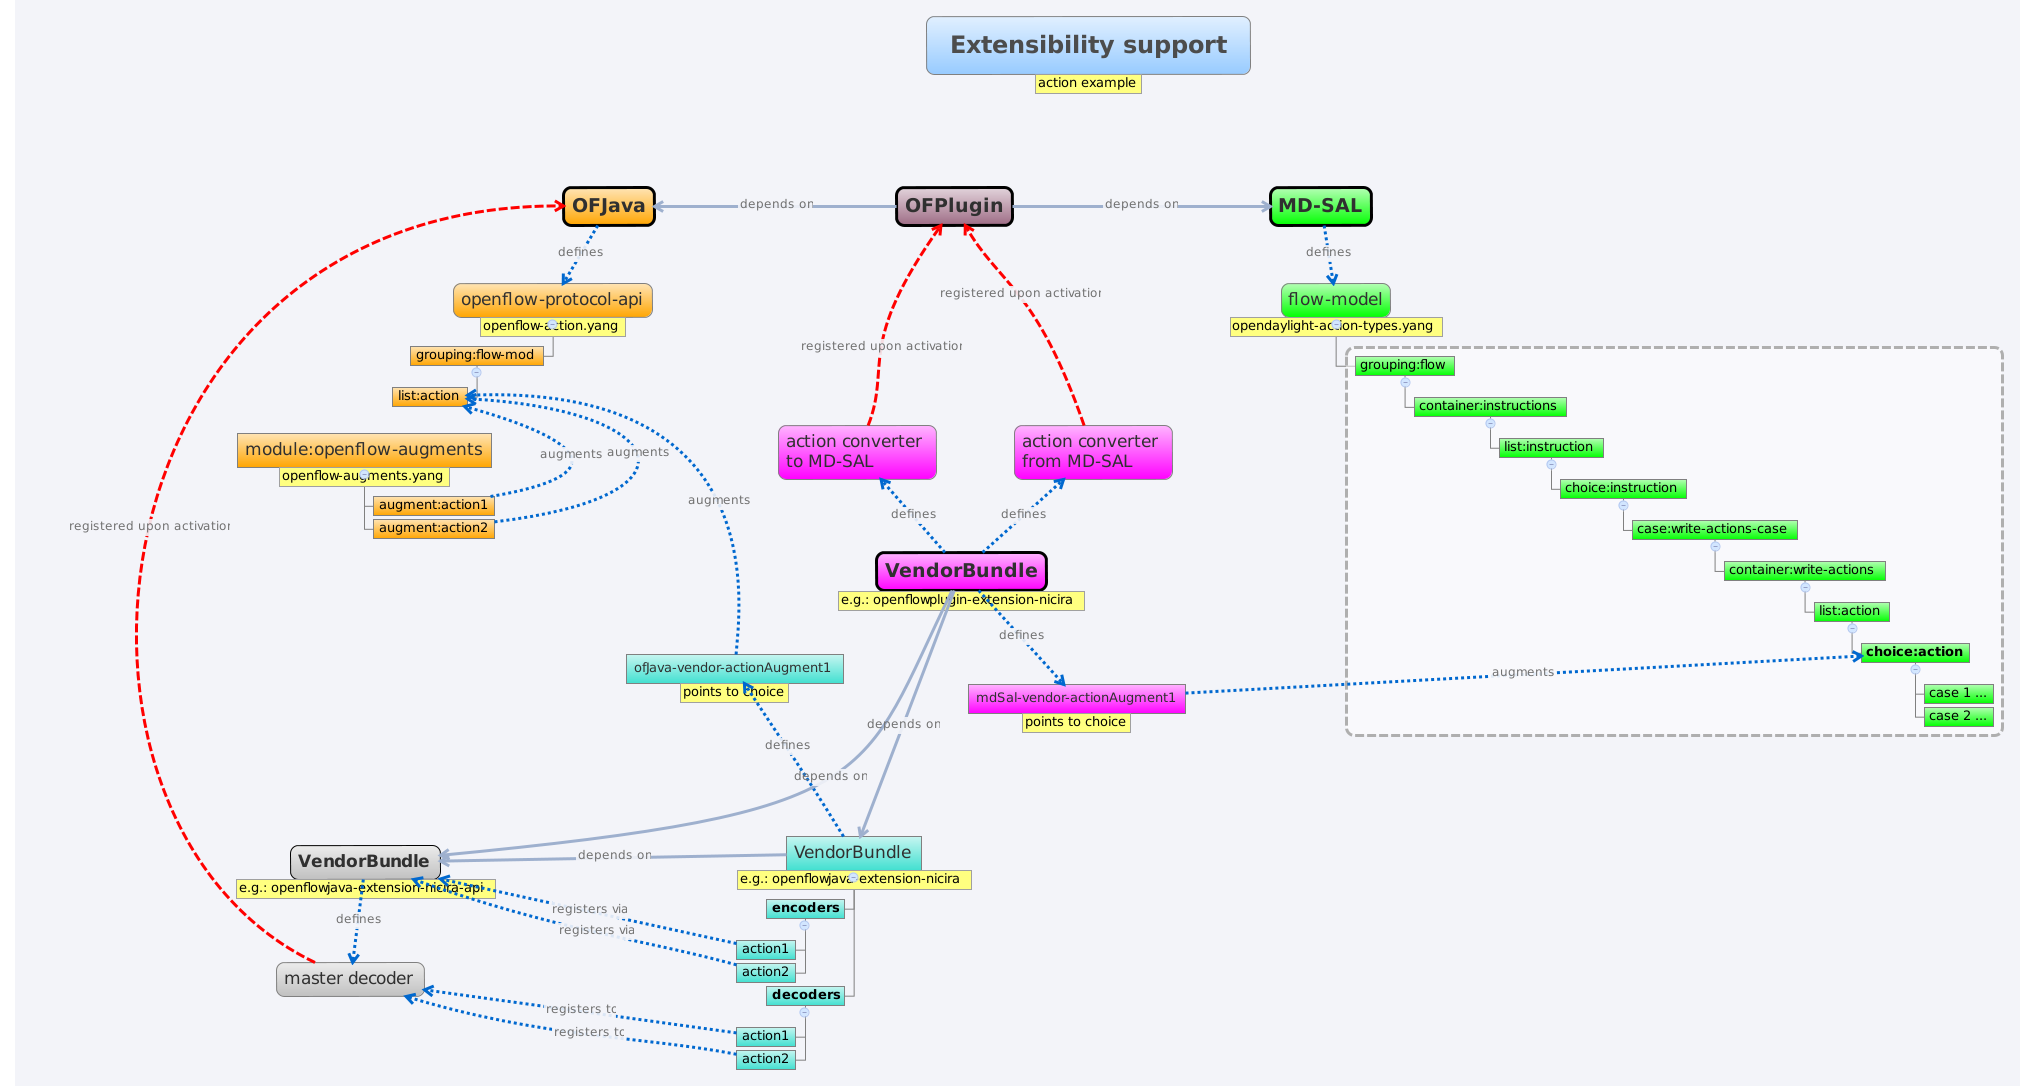 Extensibility support
action example
OFJava
depends on
OFPlugin
depends on
MD-SAL
defines
defines
openflow-protocol-api
openflow-action.yang
registered upon activation
flow-model
opendaylight-action-types.yang
grouping:flow-mod
registered upon activation
grouping:flow
list:action
container:instructions
module:openflow-augments
openflow-augments.yang
augments
augments
action converter
to MD-SAL
action converter
from MD-SAL
list:instruction
choice:instruction
augment:action1
augment:action2
augments
defines
defines
registered upon activation
case:write-actions-case
VendorBundle
e.g.: openflowplugin-extension-nicira
container:write-actions
list:action
defines
choice:action
ofJava-vendor-actionAugment1
points to choice
mdSal-vendor-actionAugment1
points to choice
augments
case 1 ...
case 2 ...
depends on
defines
depends on
VendorBundle
e.g.: openflowjava-extension-nicira-api
depends on
VendorBundle
e.g.: openflowjava-extension-nicira
defines
registers via
registers via
encoders
action1
action2
master decoder
decoders
registers to
registers to
action1
action2